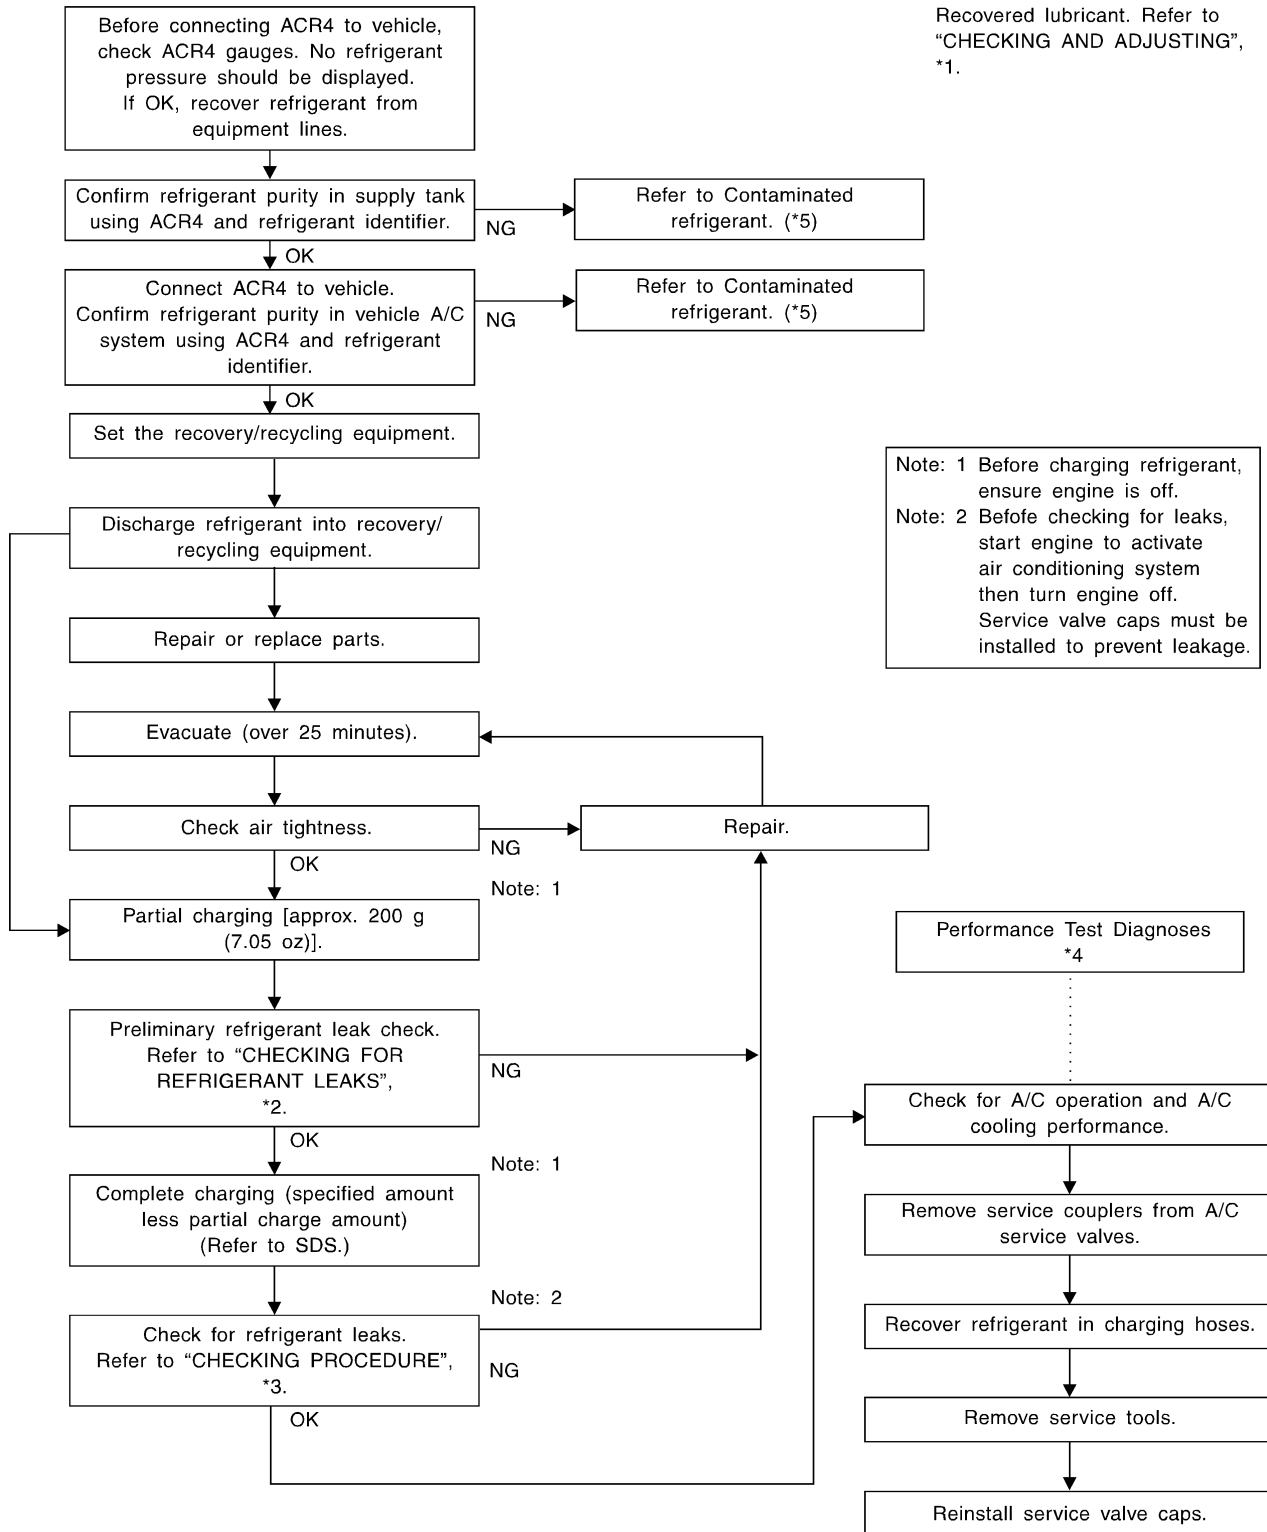 Before connecting ACR4 to vehicle,
check ACR4 gauges. No refrigerant
pressure should be displayed.
If OK, recover refrigerant from
equipment lines.
Recovered lubricant. Refer to
“CHECKING AND ADJUSTING”,
*1.
Confirm refrigerant purity in supply tank
using ACR4 and refrigerant identifier.
NG
Refer to Contaminated
refrigerant. (*5)
OK
Connect ACR4 to vehicle.
Confirm refrigerant purity in vehicle A/C
system using ACR4 and refrigerant
identifier.
NG
Refer to Contaminated
refrigerant. (*5)
OK
Set the recovery/recycling equipment.
Note: 1 Before charging refrigerant,
ensure engine is off.
Note: 2 Befofe checking for leaks,
start engine to activate
air conditioning system
then turn engine off.
Service valve caps must be
installed to prevent leakage.
Discharge refrigerant into recovery/
recycling equipment.
Repair or replace parts.
Evacuate (over 25 minutes).
Check air tightness.
NG
Repair.
OK
Note: 1
Partial charging [approx. 200 g
(7.05 oz)].
Preliminary refrigerant leak check.
Refer to “CHECKING FOR
REFRIGERANT LEAKS”,
*2.
NG
OK
Note: 1
Complete charging (specified amount
less partial charge amount)
(Refer to SDS.)
Note: 2
Check for refrigerant leaks.
Refer to “CHECKING PROCEDURE”,
*3.
NG
OK
Performance Test Diagnoses
*4
Check for A/C operation and A/C
cooling performance.
Remove service couplers from A/C
service valves.
Recover refrigerant in charging hoses.
Remove service tools.
Reinstall service valve caps.